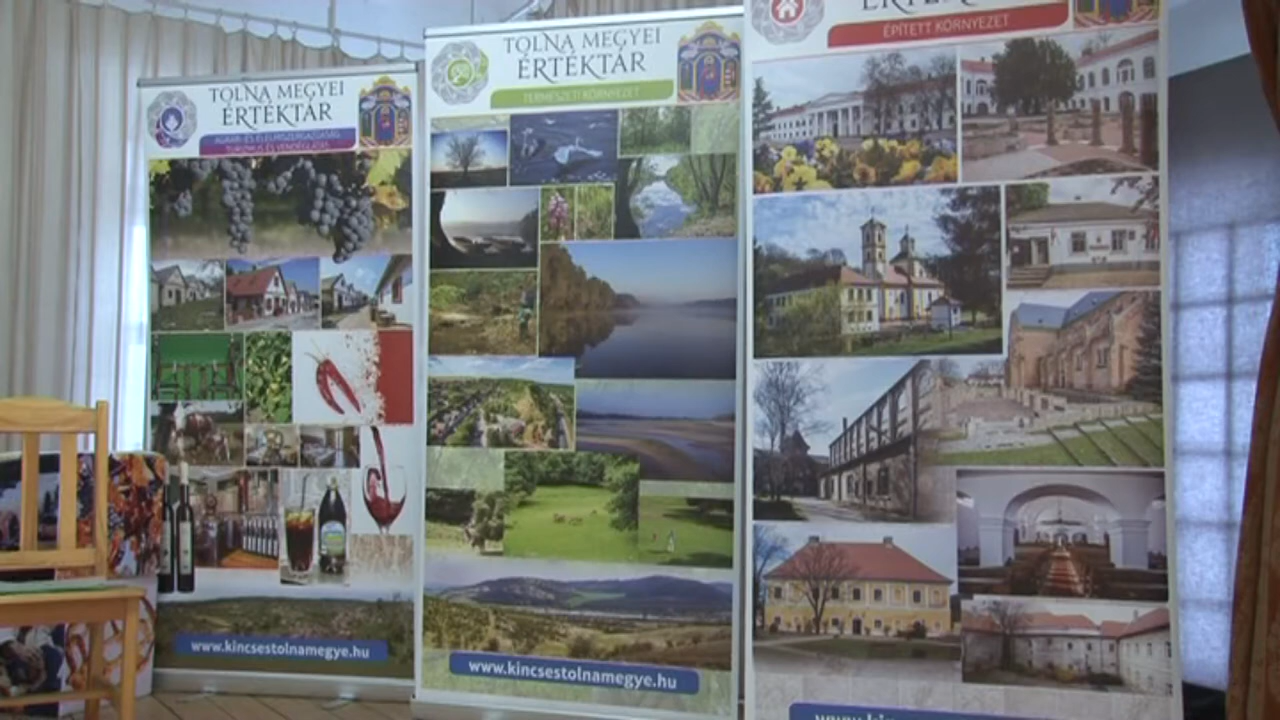 TOLNA MEGYEI
ÉRTÉKTÁR
AGRÁR- ÉS ÉLELMISZERGAZDASÁG
TURIZMUS ÉS VENDÉGLÁTÁS
www.kincsestolnamegye.hu
TOLNA MEGYEI
ÉRTÉKTÁR
TERMÉSZETI KÖRNYEZET
www.kincsestolnamegye.hu
ÉPÍTETT KÖRNYEZET